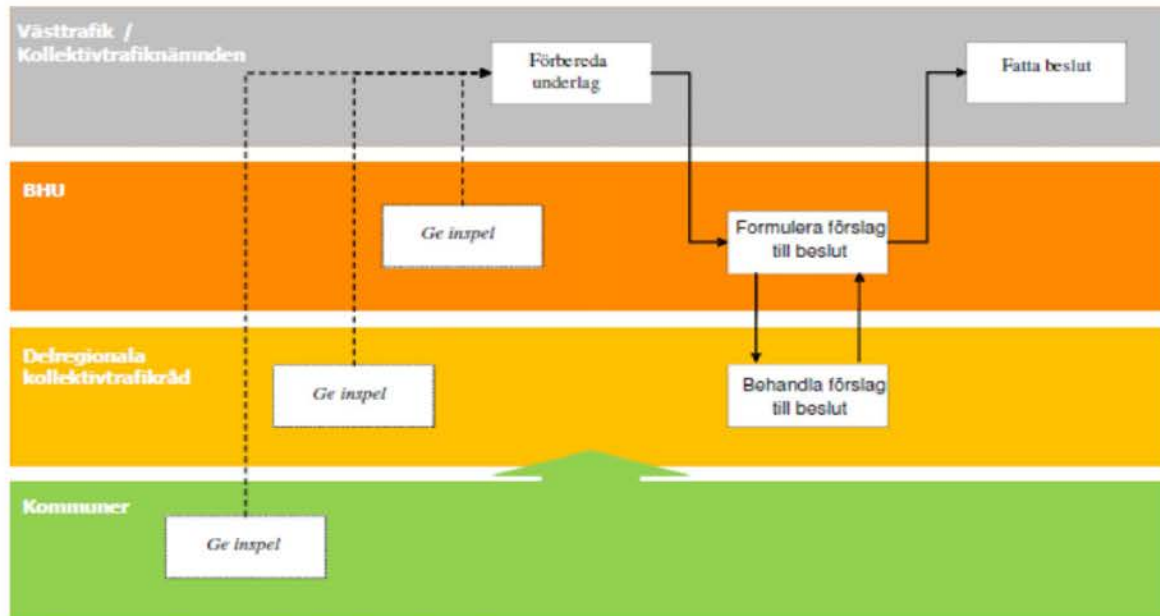 Västtrafik /
Kollektivtrafiknämnden
Förbereda
underlag
Fatta beslut
BHU
Ge inspel
Formulera förslag
till beslut
Delregionala
kollektivtrafikråd
Ge inspel
Behandla förslag
till beslut
Kommuner
Ge inspel